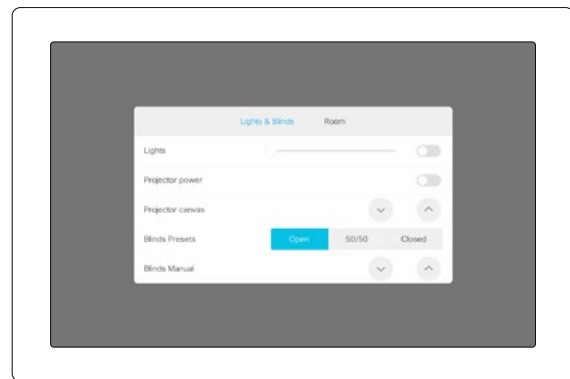 Lights & Blinds Room
Lights
Projector power
Projector canvas
Blinds Presets Open 50/50 Closed
Blinds Manual